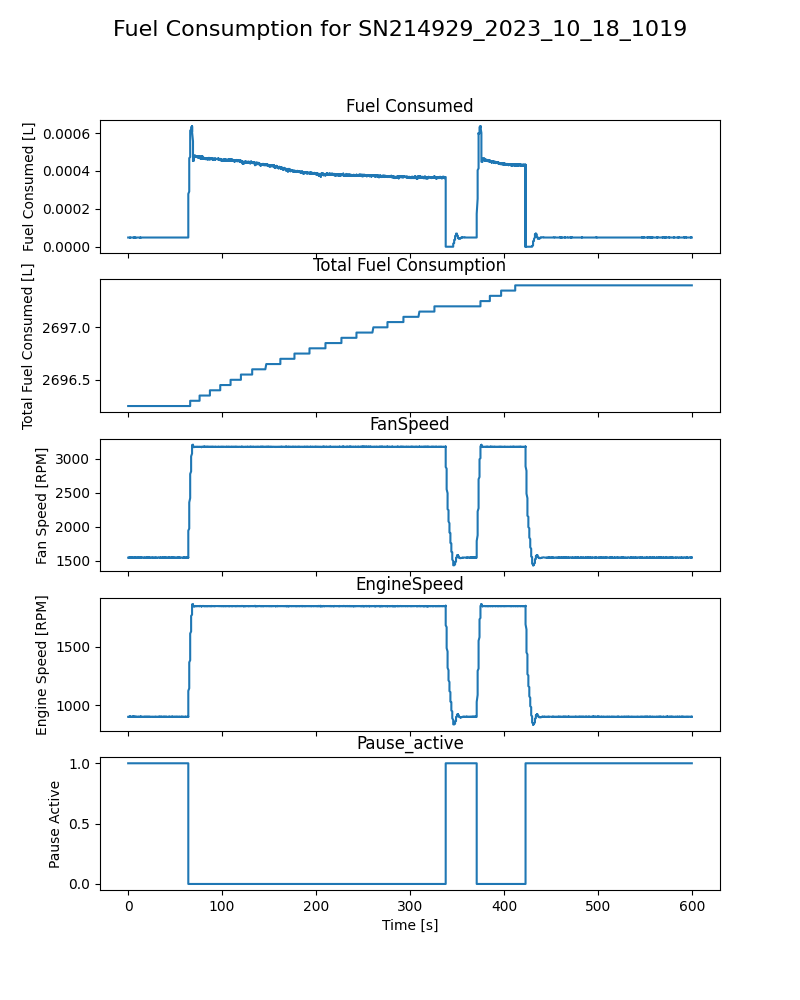 Fuel Consumption for SN214929_2023_10_18_1019
Fuel Consumed
Fuel Consumed [L]
0.0006
0.0004
0.0002
0.0000
Total Fuel Consumption
Total Fuel Consumed [L]
2697.0
2696.5
FanSpeed
Fan Speed [RPM]
3000
2500
2000
1500
EngineSpeed
Engine Speed [RPM]
1500
1000
Pause_active
Pause Active
1.0
0.5
0.0
0 100 200 300 400 500 600
Time [s]